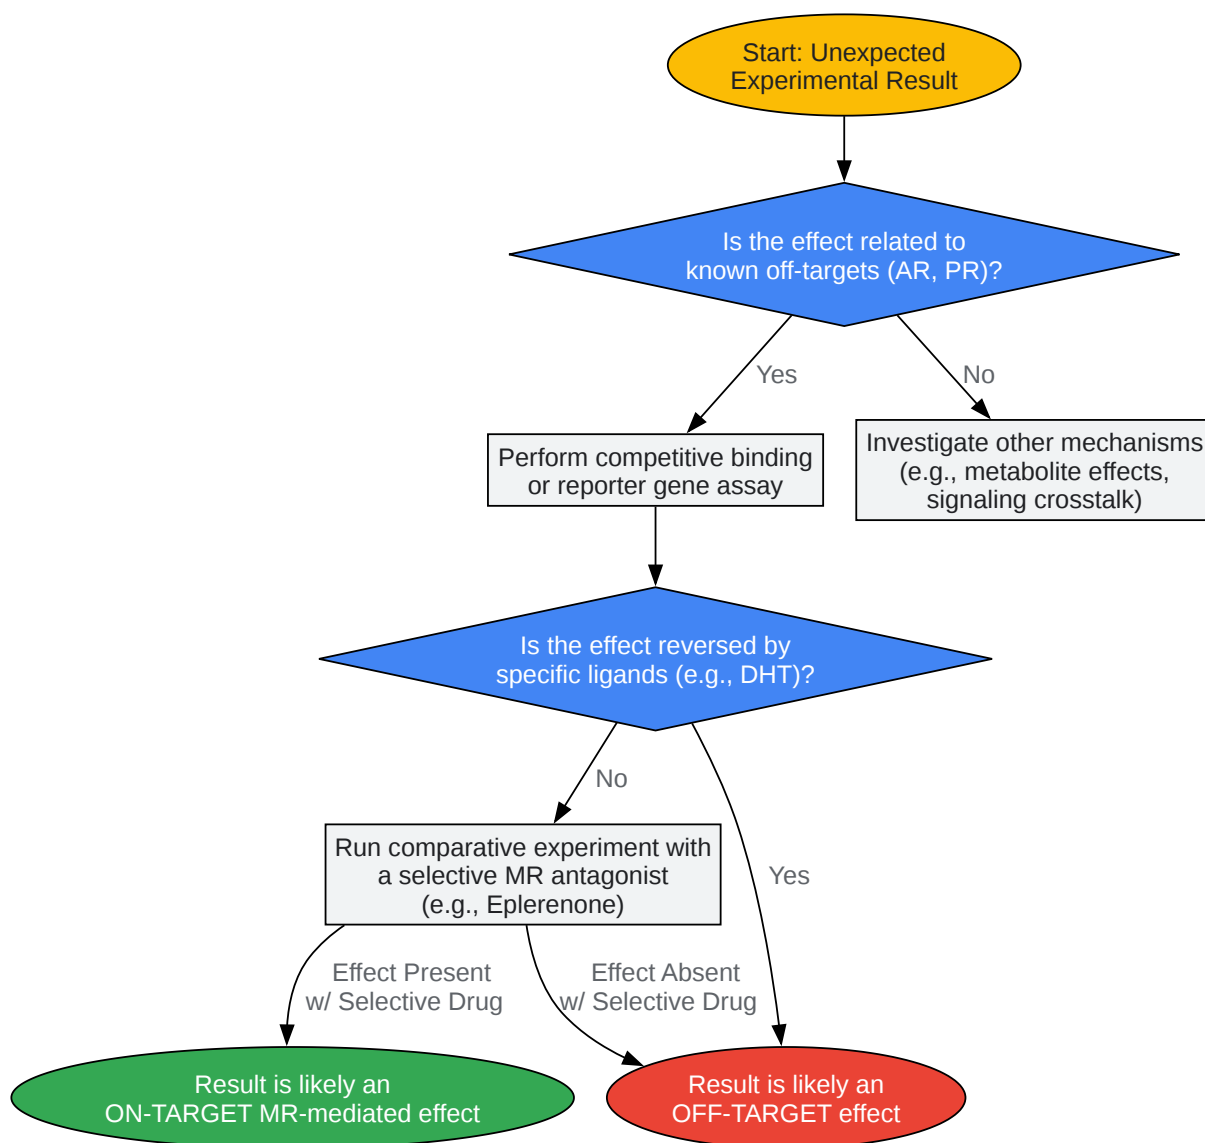 Start: Unexpected
Experimental Result
Is the effect related to
known off-targets (AR, PR)?
Yes
No
Perform competitive binding
or reporter gene assay
Investigate other mechanisms
(e.g., metabolite effects,
signaling crosstalk)
Is the effect reversed by
specific ligands (e.g., DHT)?
No
Yes
Run comparative experiment with
a selective MR antagonist
(e.g., Eplerenone)
Effect Present
w/ Selective Drug
Effect Absent
w/ Selective Drug
Result is likely an
ON-TARGET MR-mediated effect
Result is likely an
OFF-TARGET effect